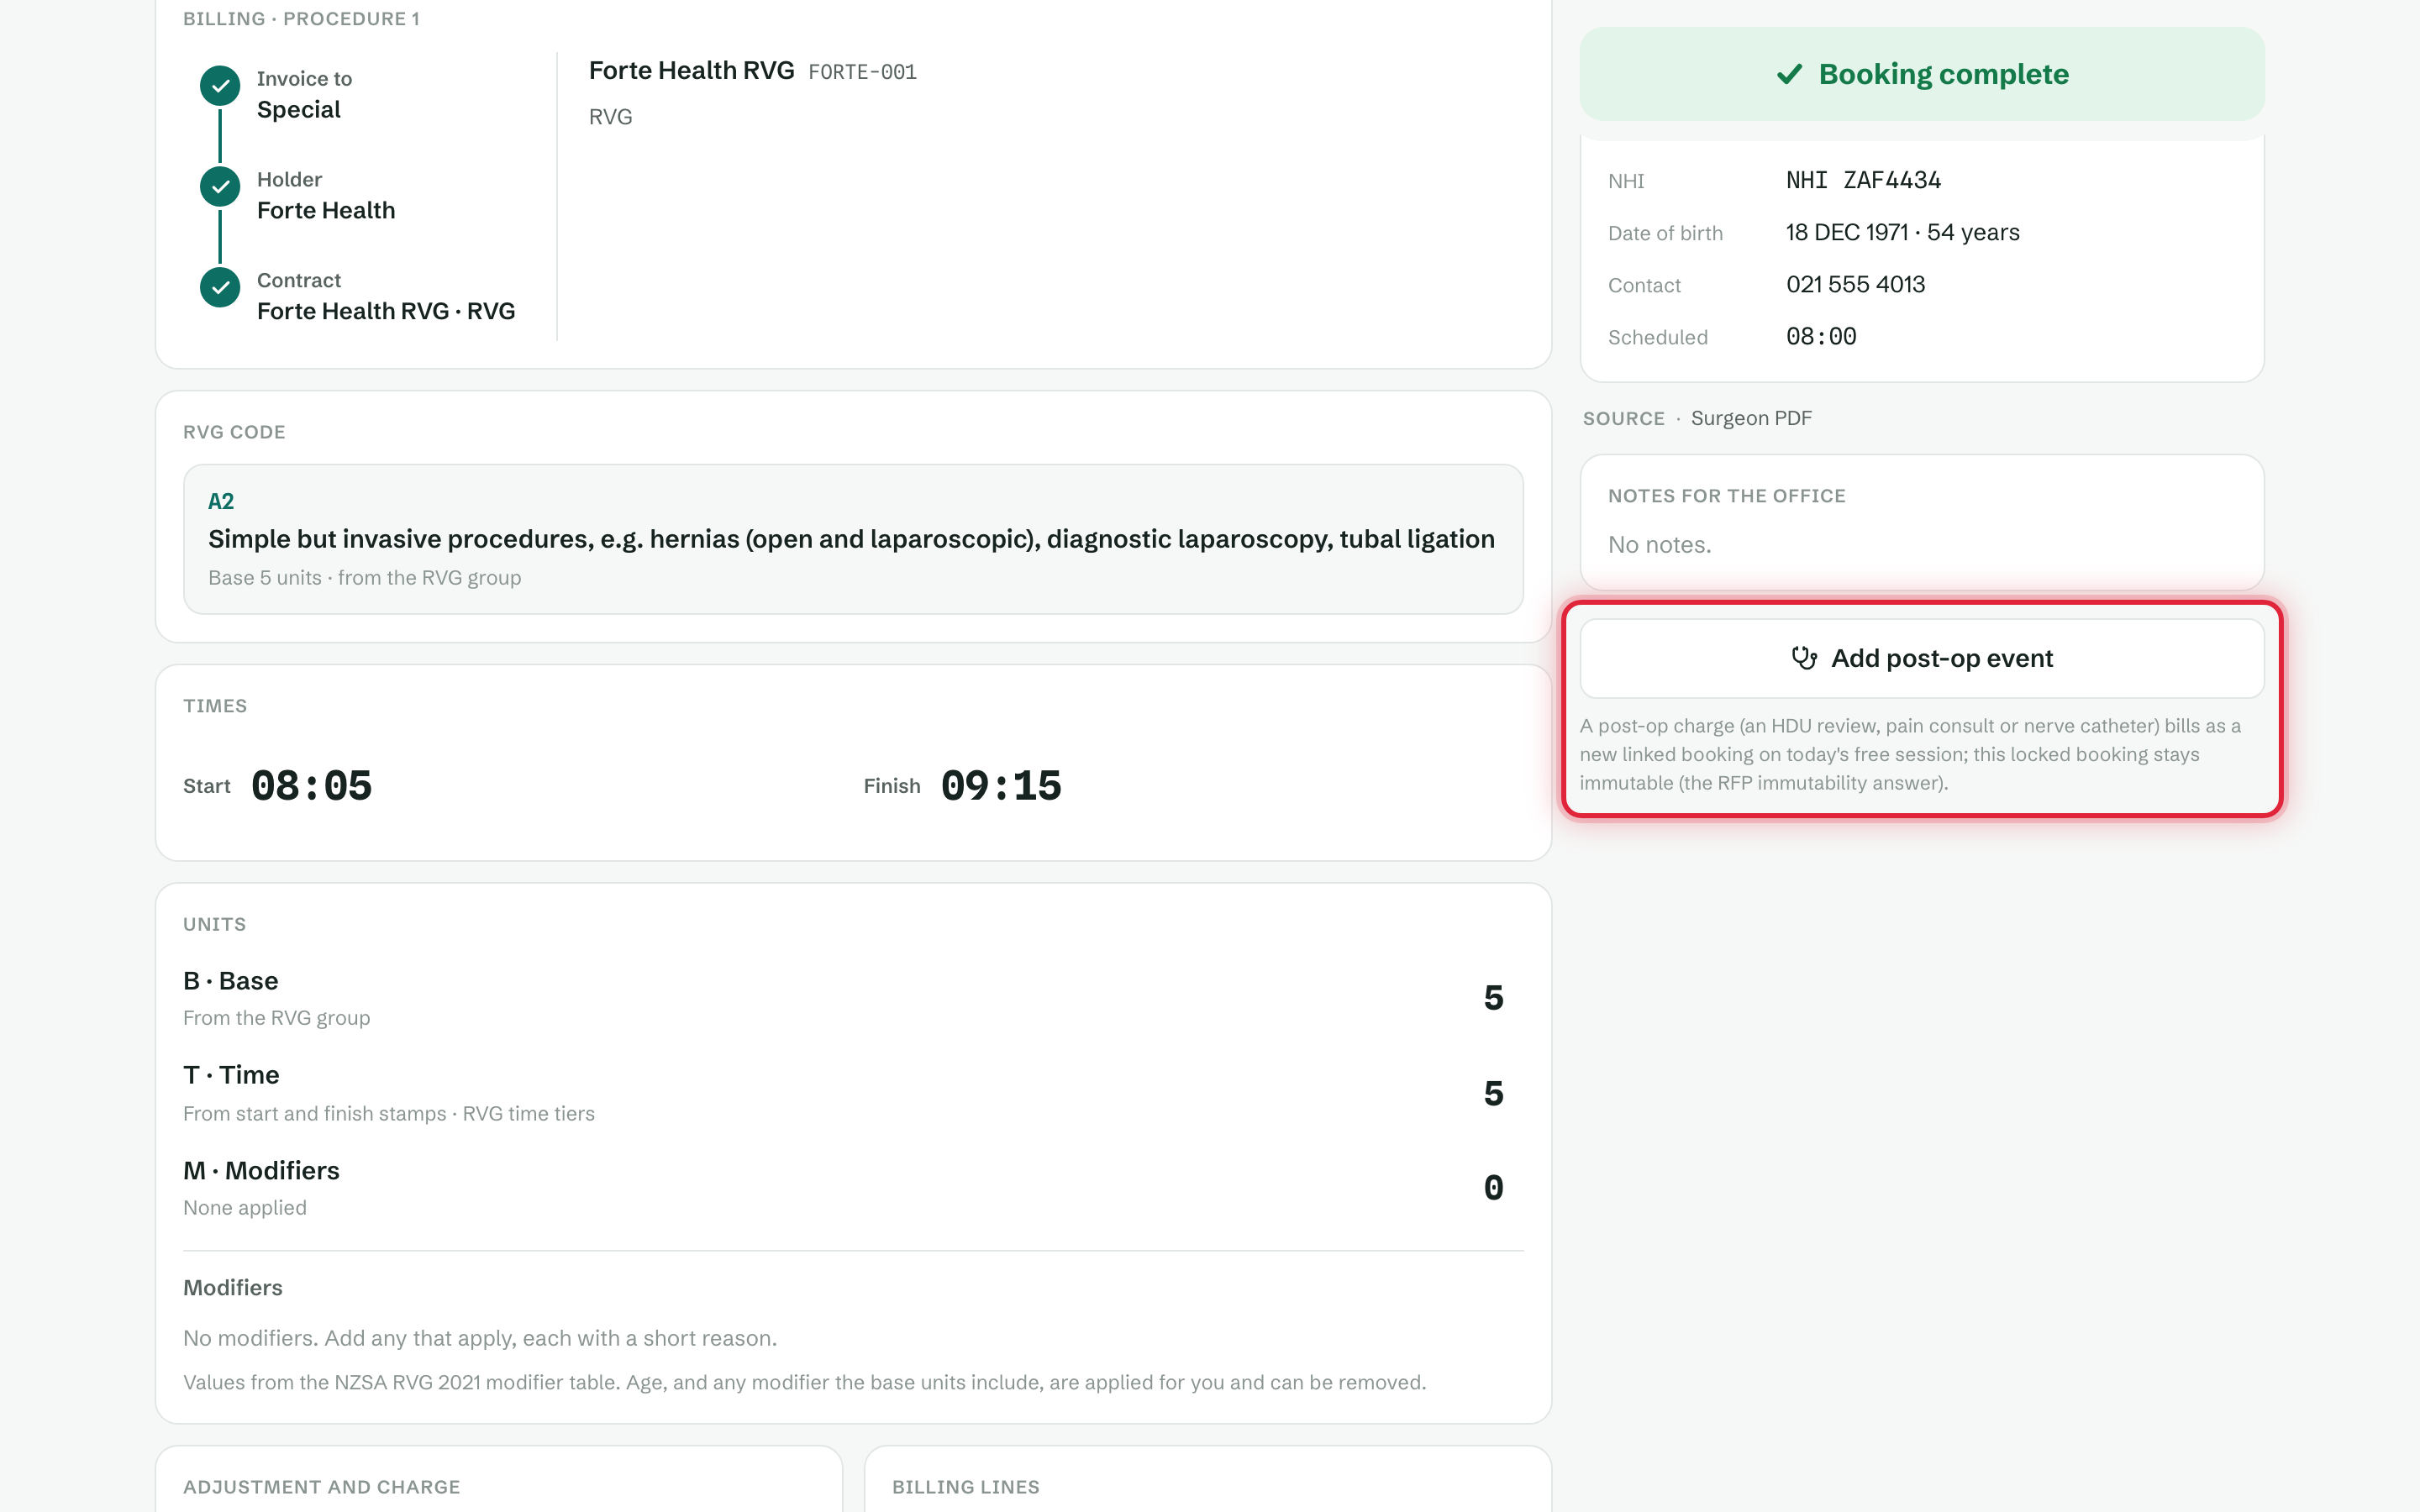 BILLING · PROCEDURE 1
Invoice to
Special
Holder
Forte Health
Contract
Forte Health RVG · RVG
Forte Health RVG FORTE-001
RVG
RVG CODE
A2
Simple but invasive procedures, e.g. hernias (open and laparoscopic), diagnostic laparoscopy, tubal ligation
Base 5 units · from the RVG group
TIMES
Start 08:05
Finish 09:15
UNITS
B · Base
From the RVG group
5
T · Time
From start and finish stamps · RVG time tiers
5
M · Modifiers
None applied
0
Modifiers
No modifiers. Add any that apply, each with a short reason.
Values from the NZSA RVG 2021 modifier table. Age, and any modifier the base units include, are applied for you and can be removed.
ADJUSTMENT AND CHARGE
BILLING LINES
Booking complete
NHI NHI ZAF4434
Date of birth 18 DEC 1971 · 54 years
Contact 021 555 4013
Scheduled 08:00
SOURCE · Surgeon PDF
NOTES FOR THE OFFICE
No notes.
Add post-op event
A post-op charge (an HDU review, pain consult or nerve catheter) bills as a
new linked booking on today's free session; this locked booking stays
immutable (the RFP immutability answer).